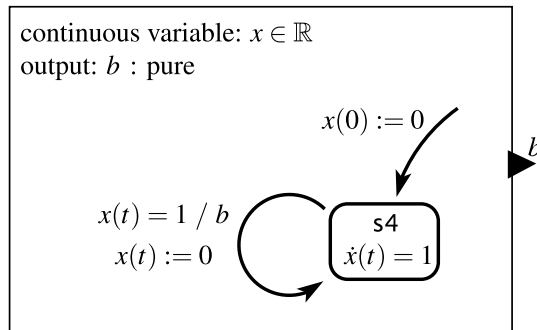 continuous variable: x ∈ ℝ
output: b : pure
x(0) := 0
b
x(t) = 1 / b
x(t) := 0
s4
ẋ(t) = 1